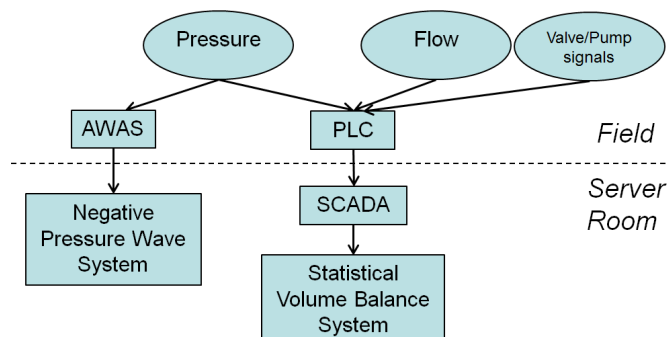 Pressure
Flow
Valve/Pump
signals
AWAS
PLC
Field
Negative
Pressure Wave
System
SCADA
Server
Room
Statistical
Volume Balance
System